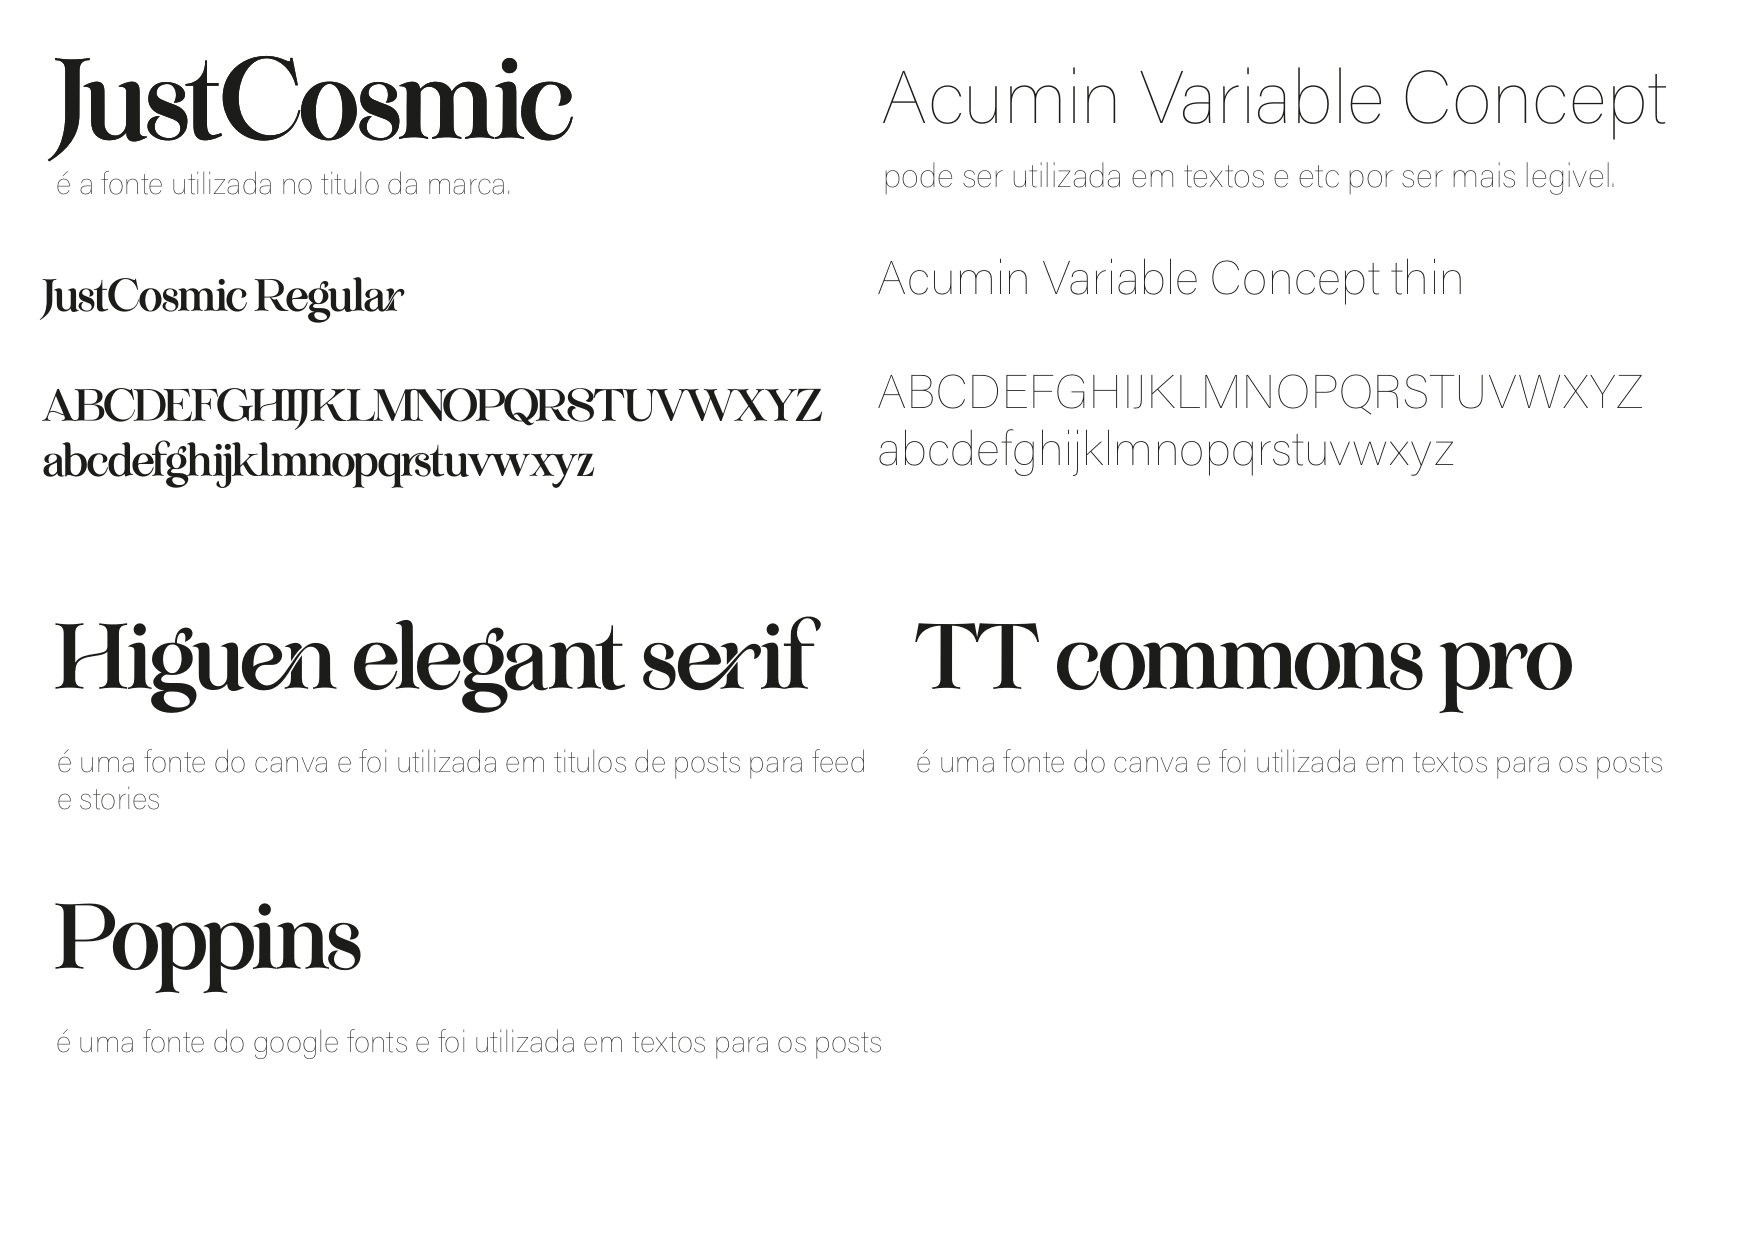 JustCosmic
é a fonte utilizada no titulo da marca.
JustCosmic Regular
ABCDEFGHIJKLMNOPQRSTUVWXYZ
abcdefghijklmnopqrstuvwxyz
Acumin Variable Concept
pode ser utilizada em textos e etc por ser mais legivel.
Acumin Variable Concept thin
ABCDEFGHIJKLMNOPQRSTUVWXYZ
abcdefghijklmnopqrstuvwxyz
Higuen elegant serif
é uma fonte do canva e foi utilizada em titulos de posts para feed
e stories
TT commons pro
é uma fonte do canva e foi utilizada em textos para os posts
Poppins
é uma fonte do google fonts e foi utilizada em textos para os posts